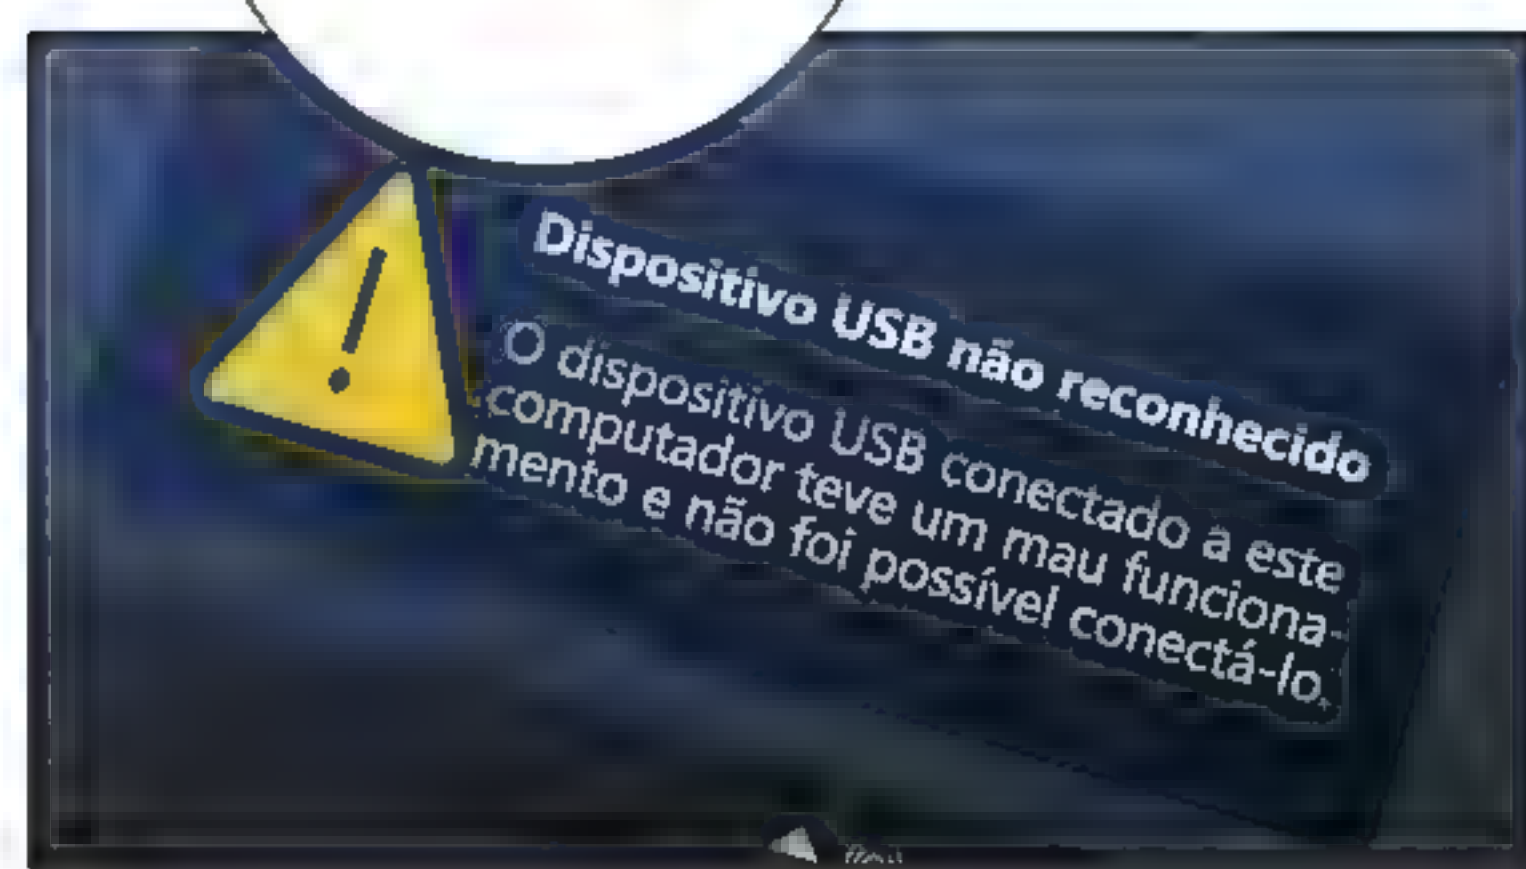 Dispositivo USB não reconhecido
O dispositivo USB conectado a este
computador teve um mau funciona-
mento e não foi possível conectá-lo.